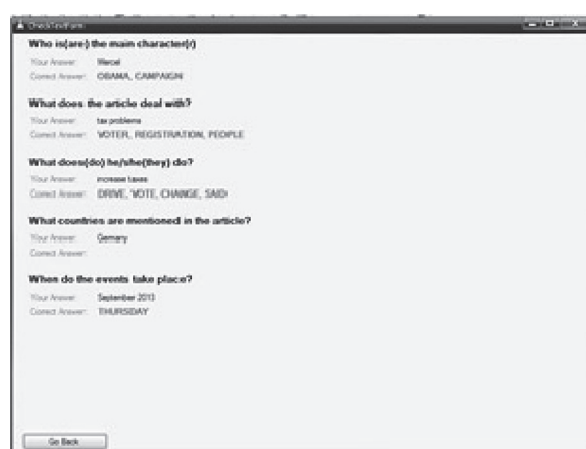 CheckTextForm
Who is(are) the main character(r)
Your Answer: Mercel
Correct Answer: OBAMA, CAMPAIGN
What does the article deal with?
Your Answer: tax problems
Correct Answer: VOTER, REGISTRATION, PEOPLE
What does(do) he/she(they) do?
Your Answer: increase taxes
Correct Answer: DRIVE, VOTE, CHANGE, SAID
What countries are mentioned in the article?
Your Answer: Germany
Correct Answer:
When do the events take place?
Your Answer: September 2013
Correct Answer: THURSDAY
Go Back